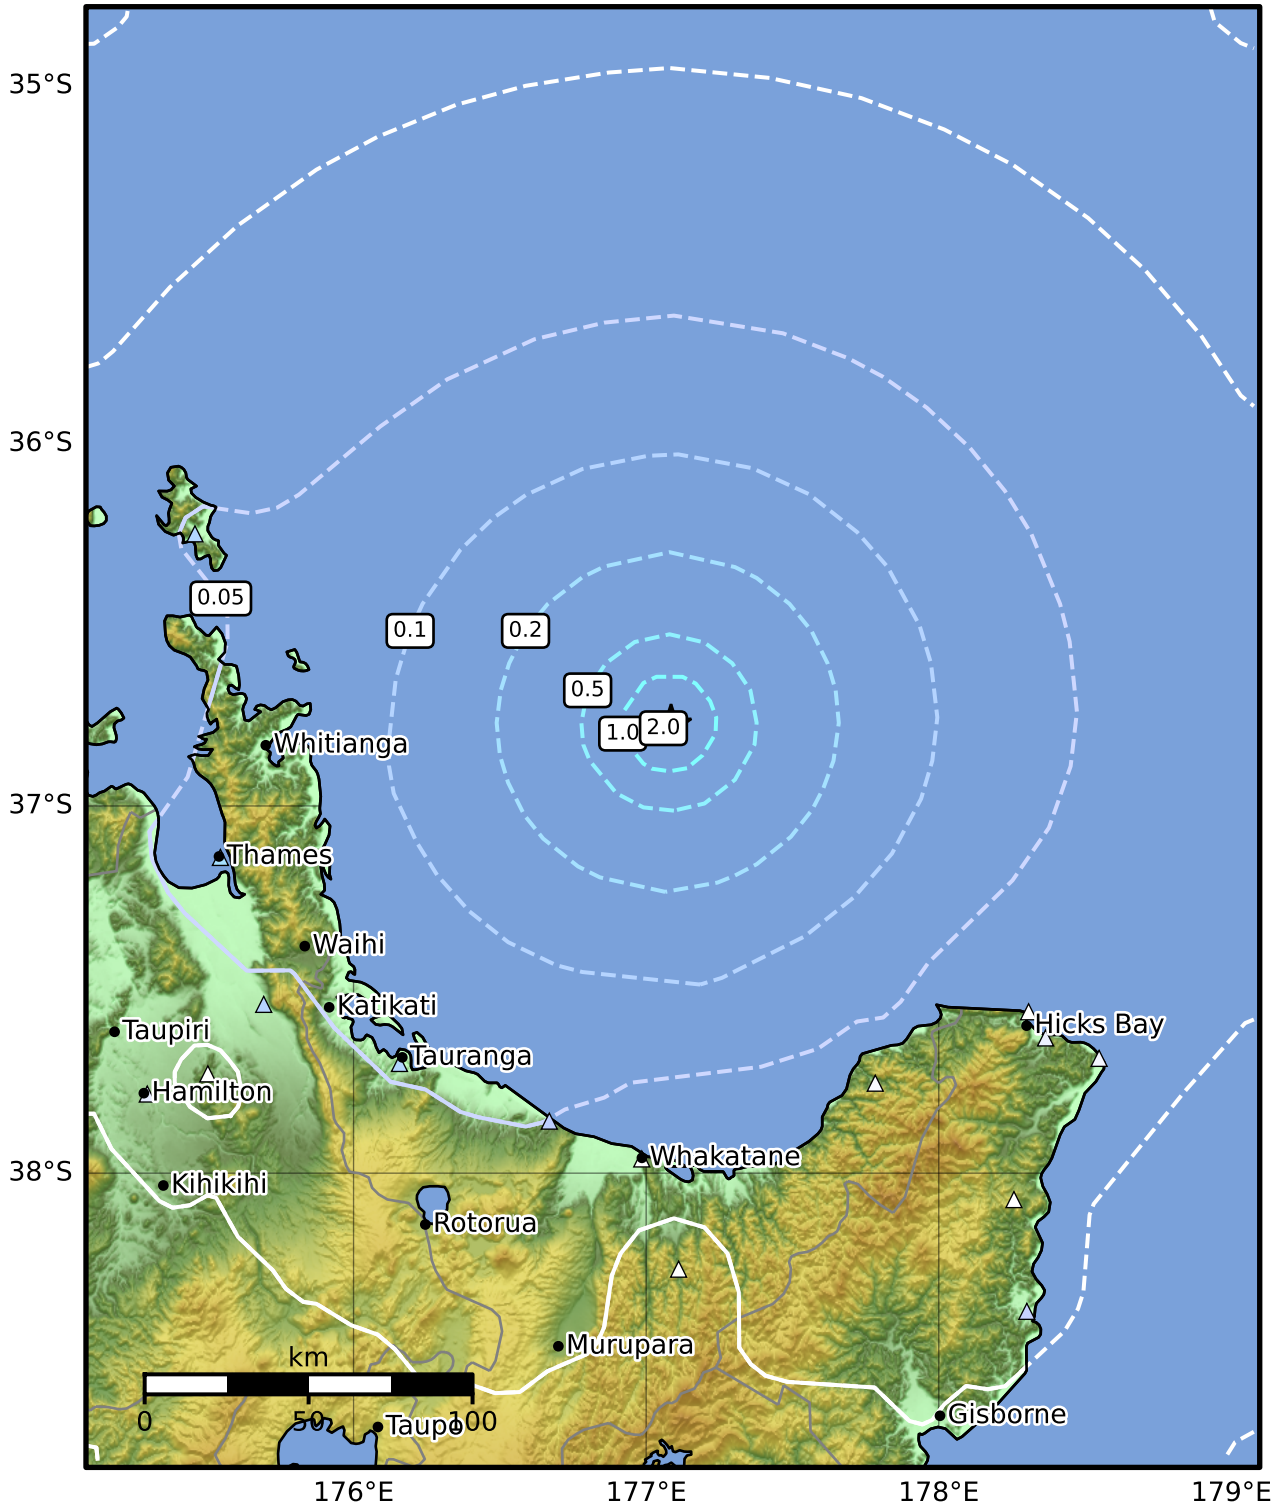 35°S
36°S
0.05
0.1
0.2
0.5
1.0
2.0
Whitianga
37°S
Thames
Waihi
Katikati
Taupiri
Hicks Bay
Tauranga
Hamilton
Whakatane
38°S
Kihikihi
Rotorua
Murupara
km
0
50
100
Gisborne
Taupo
176°E
177°E
178°E
179°E